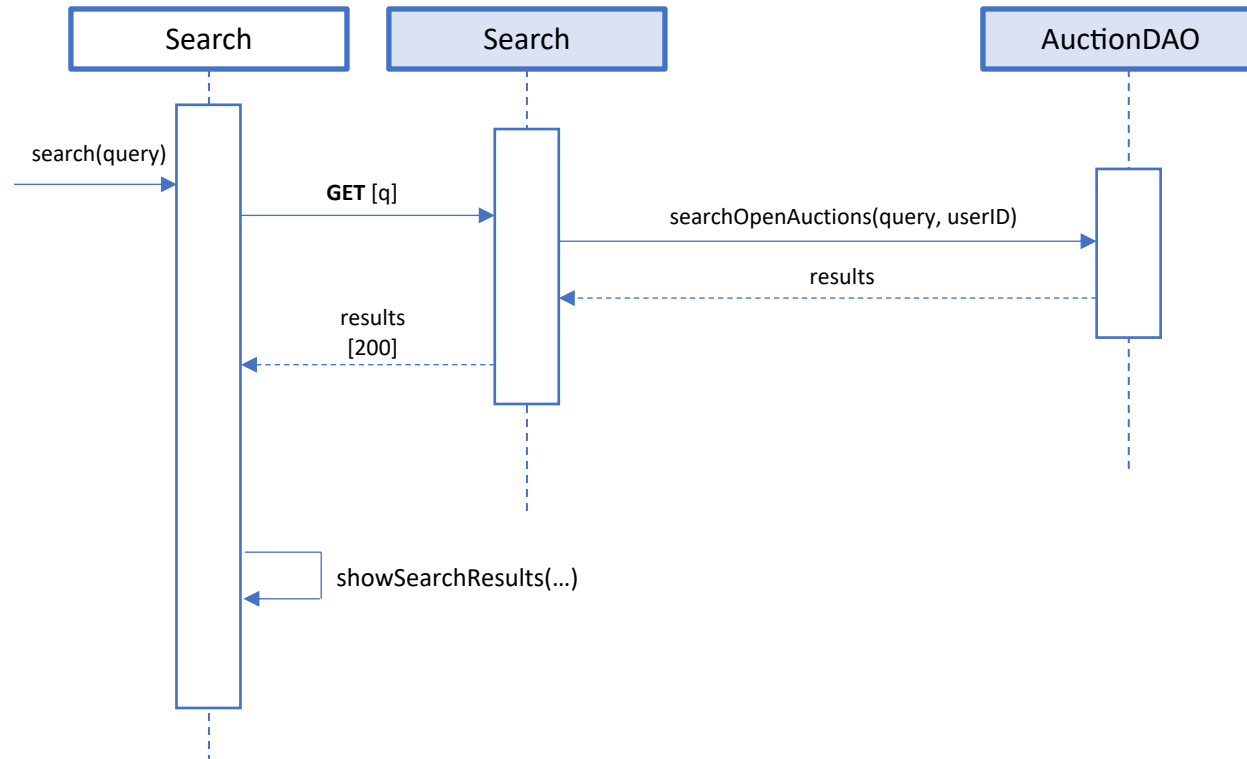 Search
Search
AuctionDAO
search(query)
GET [q]
searchOpenAuctions(query, userID)
results
results
[200]
showSearchResults(...)